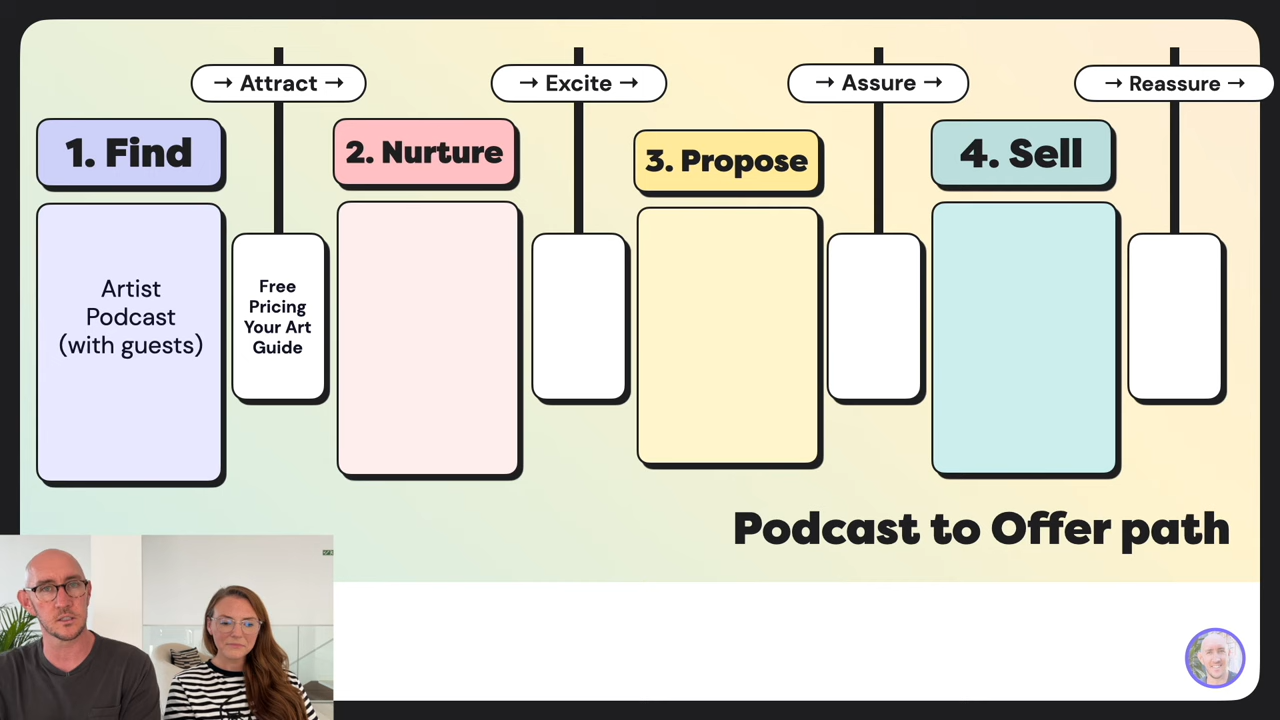 → Attract →
→ Excite →
→ Assure →
→ Reassure →
1. Find
2. Nurture
3. Propose
4. Sell
Artist
Podcast
(with guests)
Free
Pricing
Your Art
Guide
Podcast to Offer path